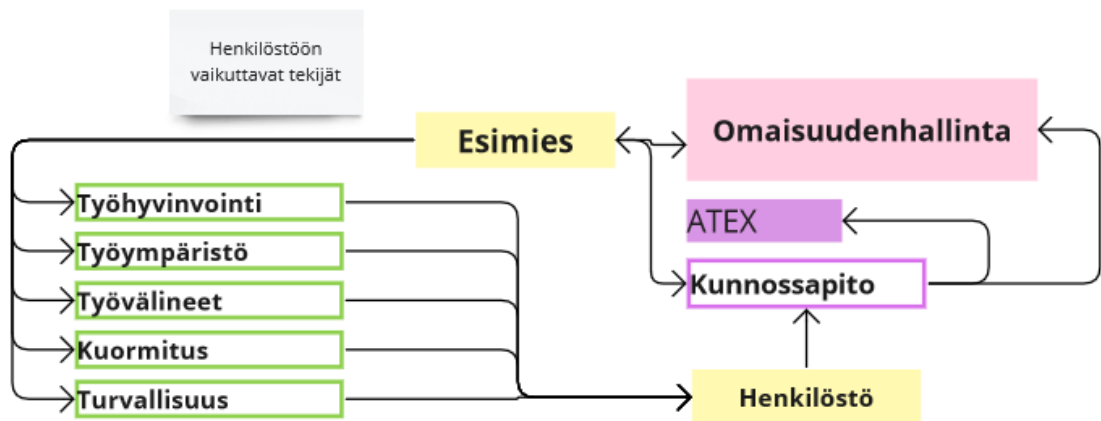 Henkilöstöön
vaikuttavat tekijät
Esimies
Omaisuudenhallinta
Työhyvinvointi
ATEX
Työympäristö
Kunnossapito
Työvälineet
Kuormitus
Turvallisuus
Henkilöstö